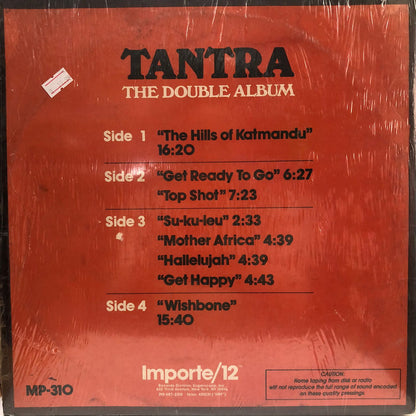 TANTRA
THE DOUBLE ALBUM
Side 1 "The Hills of Katmandu"
16:20
Side 2 "Get Ready To Go" 6:27
"Top Shot" 7:23
Side 3 "Su-ku-leu" 2:33
"Mother Africa" 4:39
"Hallelujah" 4:39
"Get Happy" 4:43
Side 4 "Wishbone"
15:40
Importe/12"
MP-310
CAUTION:
Home taping from disk or radio
will not reproduce the full range of sound encoded
on these quality pressings.